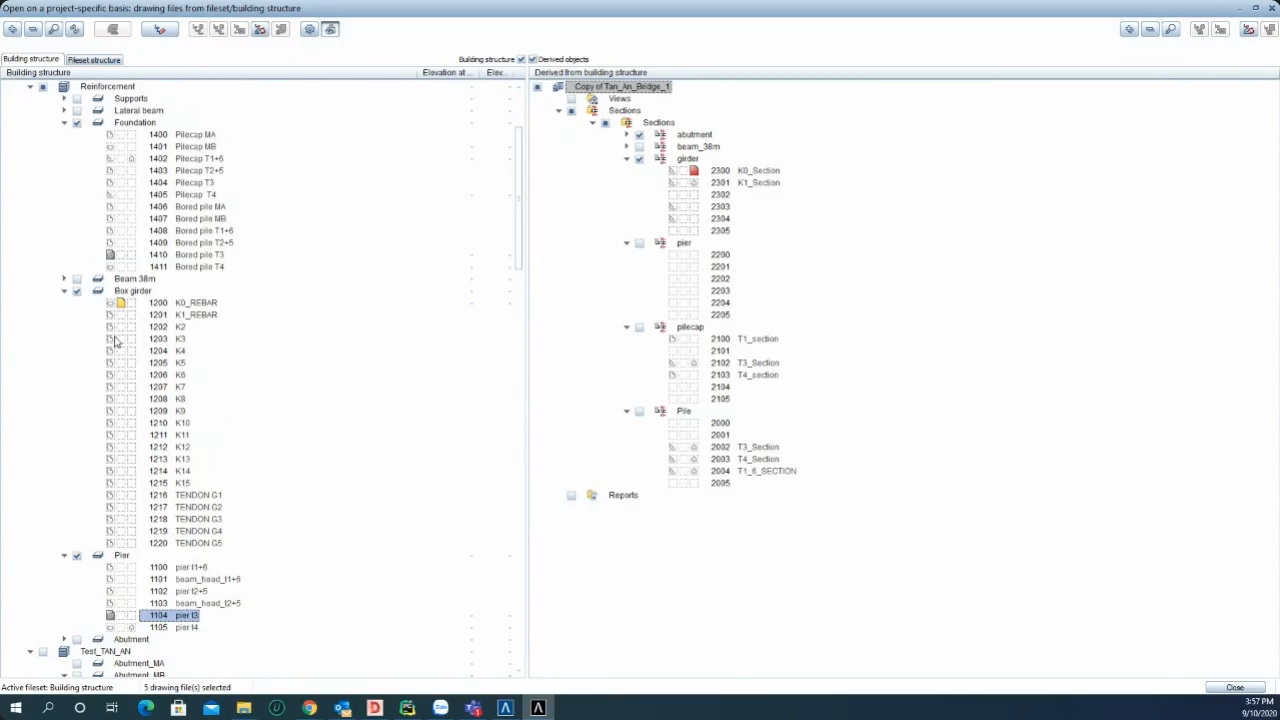 Open on a project-specific basis: drawing files from fileset/building structure
Building structure
Fileset structure
Building structure
Derived objects
Building structure
Elevation at ...
Elev...
Derived from building structure
Reinforcement
Supports
Lateral beam
Foundation
1400 Pilecap MA
1401 Pilecap MB
1402 Pilecap T1+6
1403 Pilecap T2+5
1404 Pilecap T3
1405 Pilecap T4
1406 Bored pile MA
1407 Bored pile MB
1408 Bored pile T1+6
1409 Bored pile T2+5
1410 Bored pile T3
1411 Bored pile T4
Beam 38m
Box girder
1200 K0_REBAR
1201 K1_REBAR
1202 K2
1203 K3
1204 K4
1205 K5
1206 K6
1207 K7
1208 K8
1209 K9
1210 K10
1211 K11
1212 K12
1213 K13
1214 K14
1215 K15
1216 TENDON G1
1217 TENDON G2
1218 TENDON G3
1219 TENDON G4
1220 TENDON G5
Pier
1100 pier t1+6
1101 beam_head_t1+6
1102 pier t2+5
1103 beam_head_t2+5
1104 pier t3
1105 pier t4
Abutment
Test_TAN_AN
Abutment_MA
Abutment_MB
Copy of Tan_An_Bridge_1
Views
Sections
Sections
abutment
beam_38m
girder
2300 K0_Section
2301 K1_Section
2302
2303
2304
2305
pier
2200
2201
2202
2203
2204
2205
pilecap
2100 T1_section
2101
2102 T3_Section
2103 T4_section
2104
2105
Pile
2000
2001
2002 T3_Section
2003 T4_Section
2004 T1_6_SECTION
2005
Reports
Active fileset: Building structure
5 drawing file(s) selected
Close
3:57 PM
9/10/2020